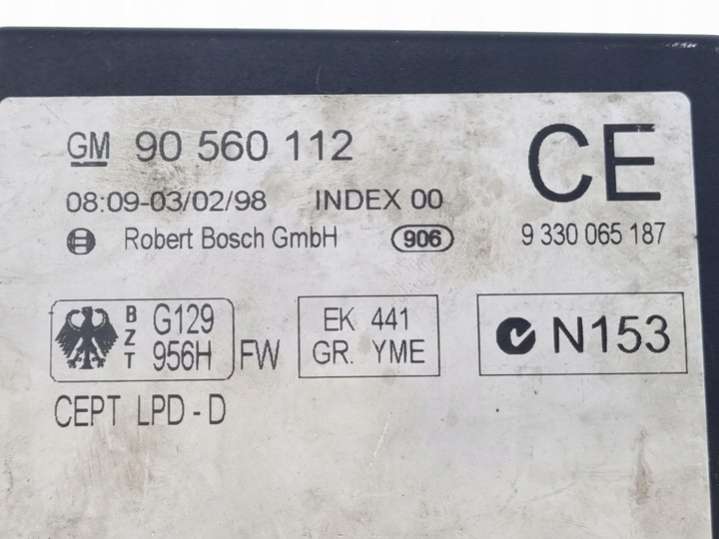 GM 90 560 112
CE
08:09-03/02/98 INDEX 00
Robert Bosch GmbH 906
9 330 065 187
BZT G129
956H FW
EK 441
GR. YME
N153
CEPT LPD - D